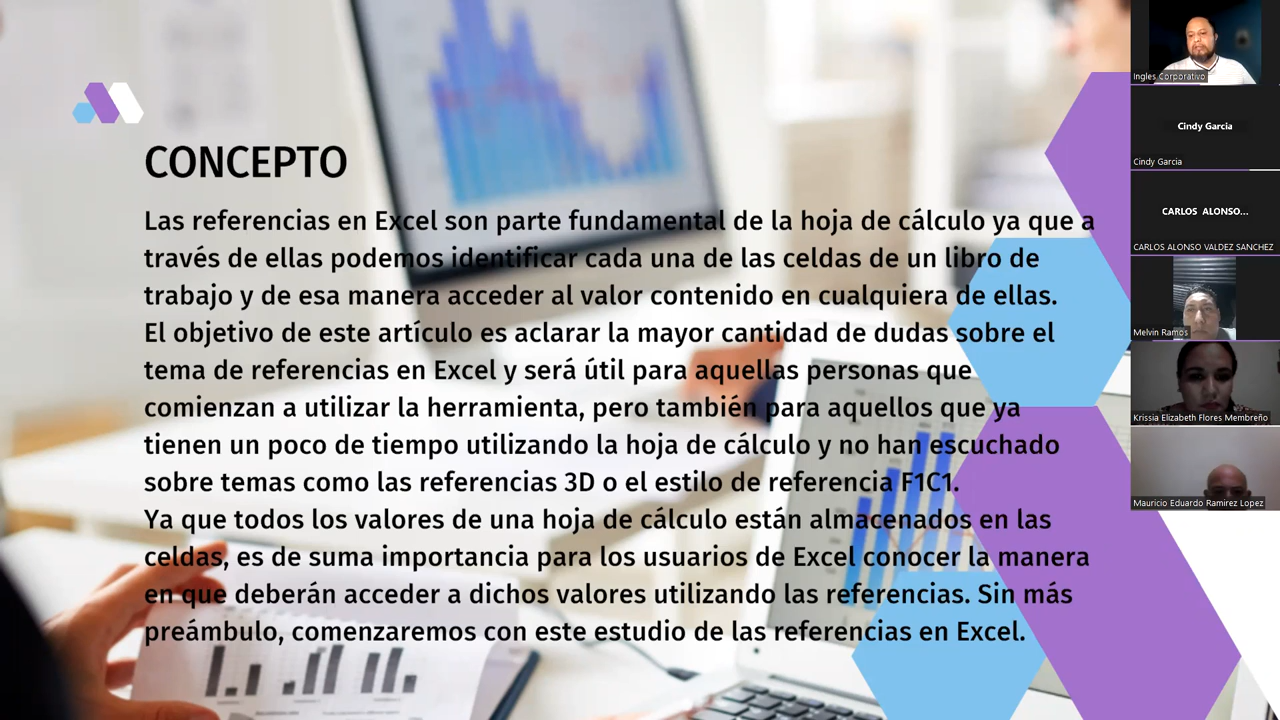 CONCEPTO
Las referencias en Excel son parte fundamental de la hoja de cálculo ya que a
través de ellas podemos identificar cada una de las celdas de un libro de
trabajo y de esa manera acceder al valor contenido en cualquiera de ellas.
El objetivo de este artículo es aclarar la mayor cantidad de dudas sobre el
tema de referencias en Excel y será útil para aquellas personas que
comienzan a utilizar la herramienta, pero también para aquellos que ya
tienen un poco de tiempo utilizando la hoja de cálculo y no han escuchado
sobre temas como las referencias 3D o el estilo de referencia F1C1.
Ya que todos los valores de una hoja de cálculo están almacenados en las
celdas, es de suma importancia para los usuarios de Excel conocer la manera
en que deberán acceder a dichos valores utilizando las referencias. Sin más
preámbulo, comenzaremos con este estudio de las referencias en Excel.
Ingles Corporativo
Cindy Garcia
Cindy Garcia
CARLOS ALONSO...
CARLOS ALONSO VALDEZ SANCHEZ
Melvin Ramos
Krissia Elizabeth Flores Membreño
Mauricio Eduardo Ramirez Lopez